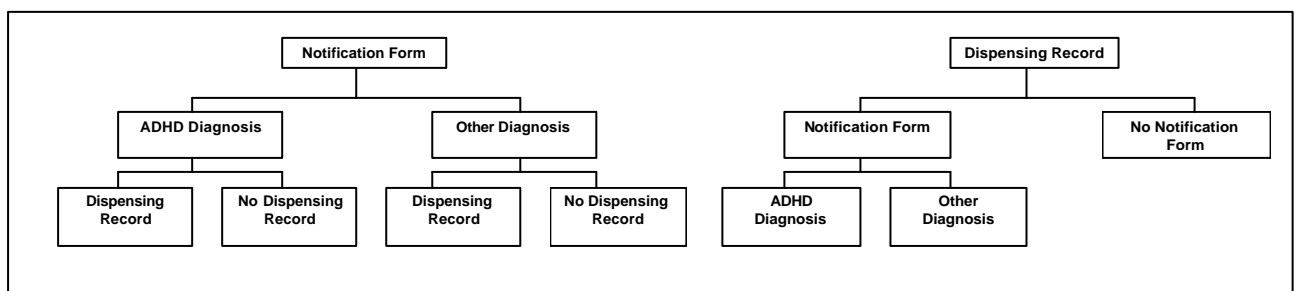 Notification Form
Dispensing Record
ADHD Diagnosis
Other Diagnosis
Notification Form
No Notification
Form
Dispensing
Record
No Dispensing
Record
Dispensing
Record
No Dispensing
Record
ADHD
Diagnosis
Other
Diagnosis